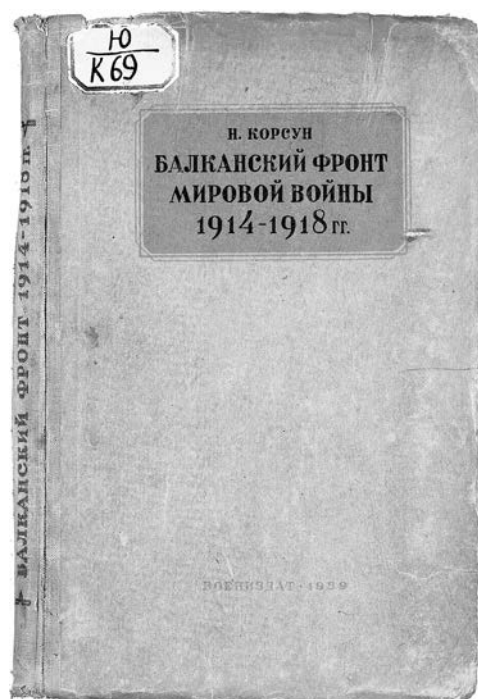 Ю
К 69
Н. КОРСУН
БАЛКАНСКИЙ ФРОНТ
МИРОВОЙ ВОЙНЫ
1914-1918 гг.
ВОЕНИЗДАТ · 1939
БАЛКАНСКИЙ ФРОНТ 1914-1918 гг.